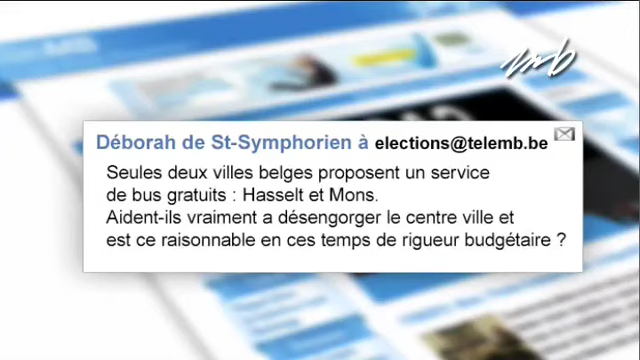 mb
Déborah de St-Symphorien à elections@telemb.be
Seules deux villes belges proposent un service
de bus gratuits : Hasselt et Mons.
Aident-ils vraiment a désengorger le centre ville et
est ce raisonnable en ces temps de rigueur budgétaire ?